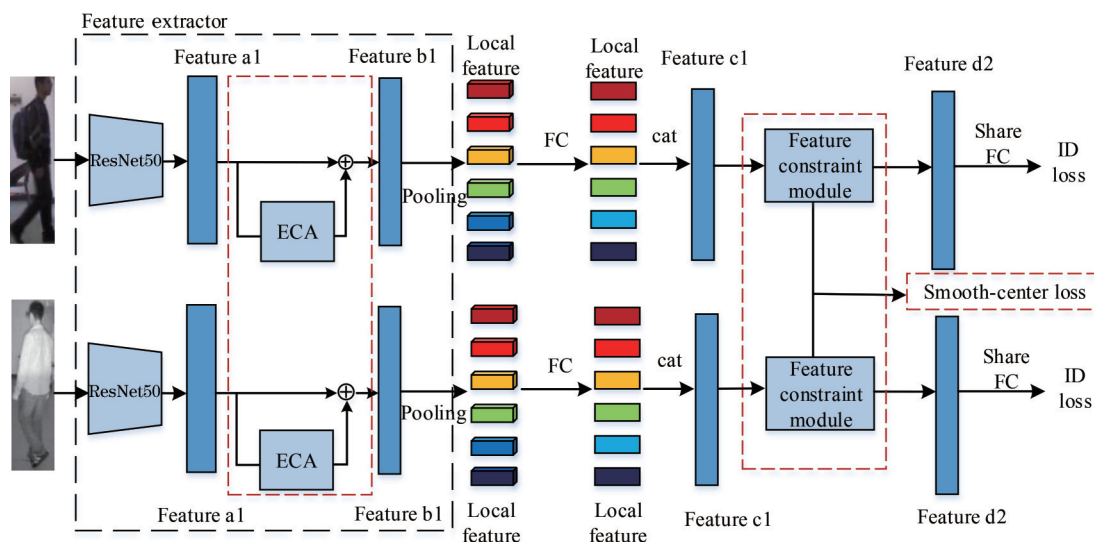 Feature extractor
Feature a1
Feature b1
Local
feature
Local
feature
Feature c1
Feature d2
ResNet50
ECA
Pooling
FC
cat
Feature
constraint
module
Share
FC
ID
loss
Smooth-center loss
ResNet50
ECA
Pooling
FC
cat
Feature
constraint
module
Share
FC
ID
loss
Feature a1
Feature b1
Local
feature
Local
feature
Feature c1
Feature d2